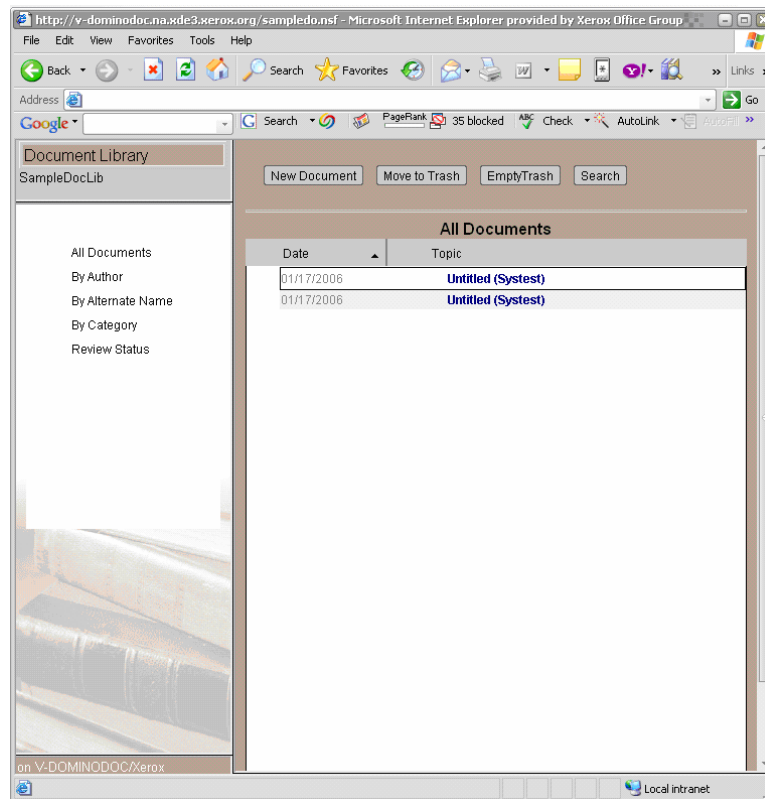 http://v-dominodoc.na.xde3.xerox.org/sampledo.nsf - Microsoft Internet Explorer provided by Xerox Office Group
File Edit View Favorites Tools Help
Back Search Favorites Links
Address Go
Google Search PageRank 35 blocked ABC Check AutoLink AutoFill
Document Library
SampleDocLib
New Document Move to Trash EmptyTrash Search
All Documents
Date Topic
01/17/2006 Untitled (Systest)
01/17/2006 Untitled (Systest)
All Documents
By Author
By Alternate Name
By Category
Review Status
on V-DOMINODOC/Xerox
Local intranet